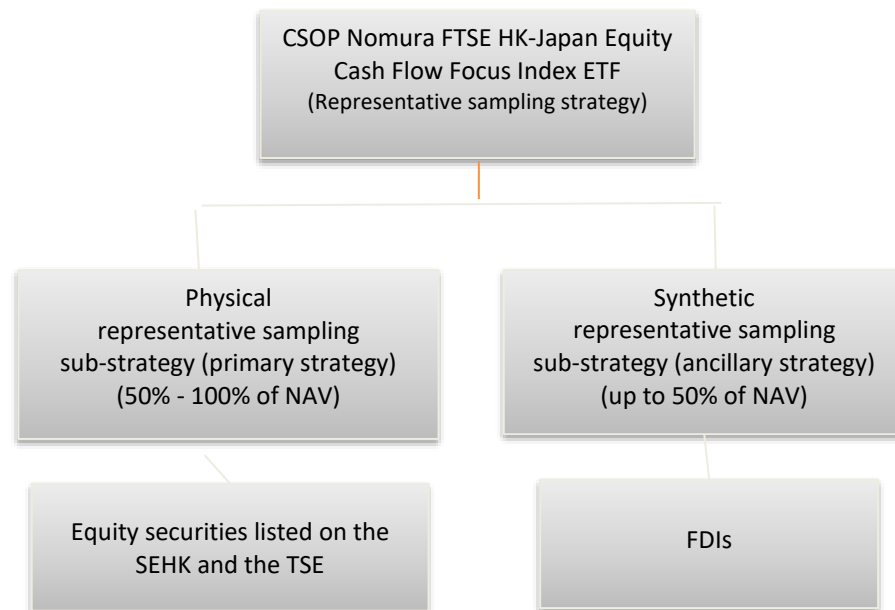 CSOP Nomura FTSE HK-Japan Equity
Cash Flow Focus Index ETF
(Representative sampling strategy)
Physical
representative sampling
sub-strategy (primary strategy)
(50% - 100% of NAV)
Synthetic
representative sampling
sub-strategy (ancillary strategy)
(up to 50% of NAV)
Equity securities listed on the
SEHK and the TSE
FDIs